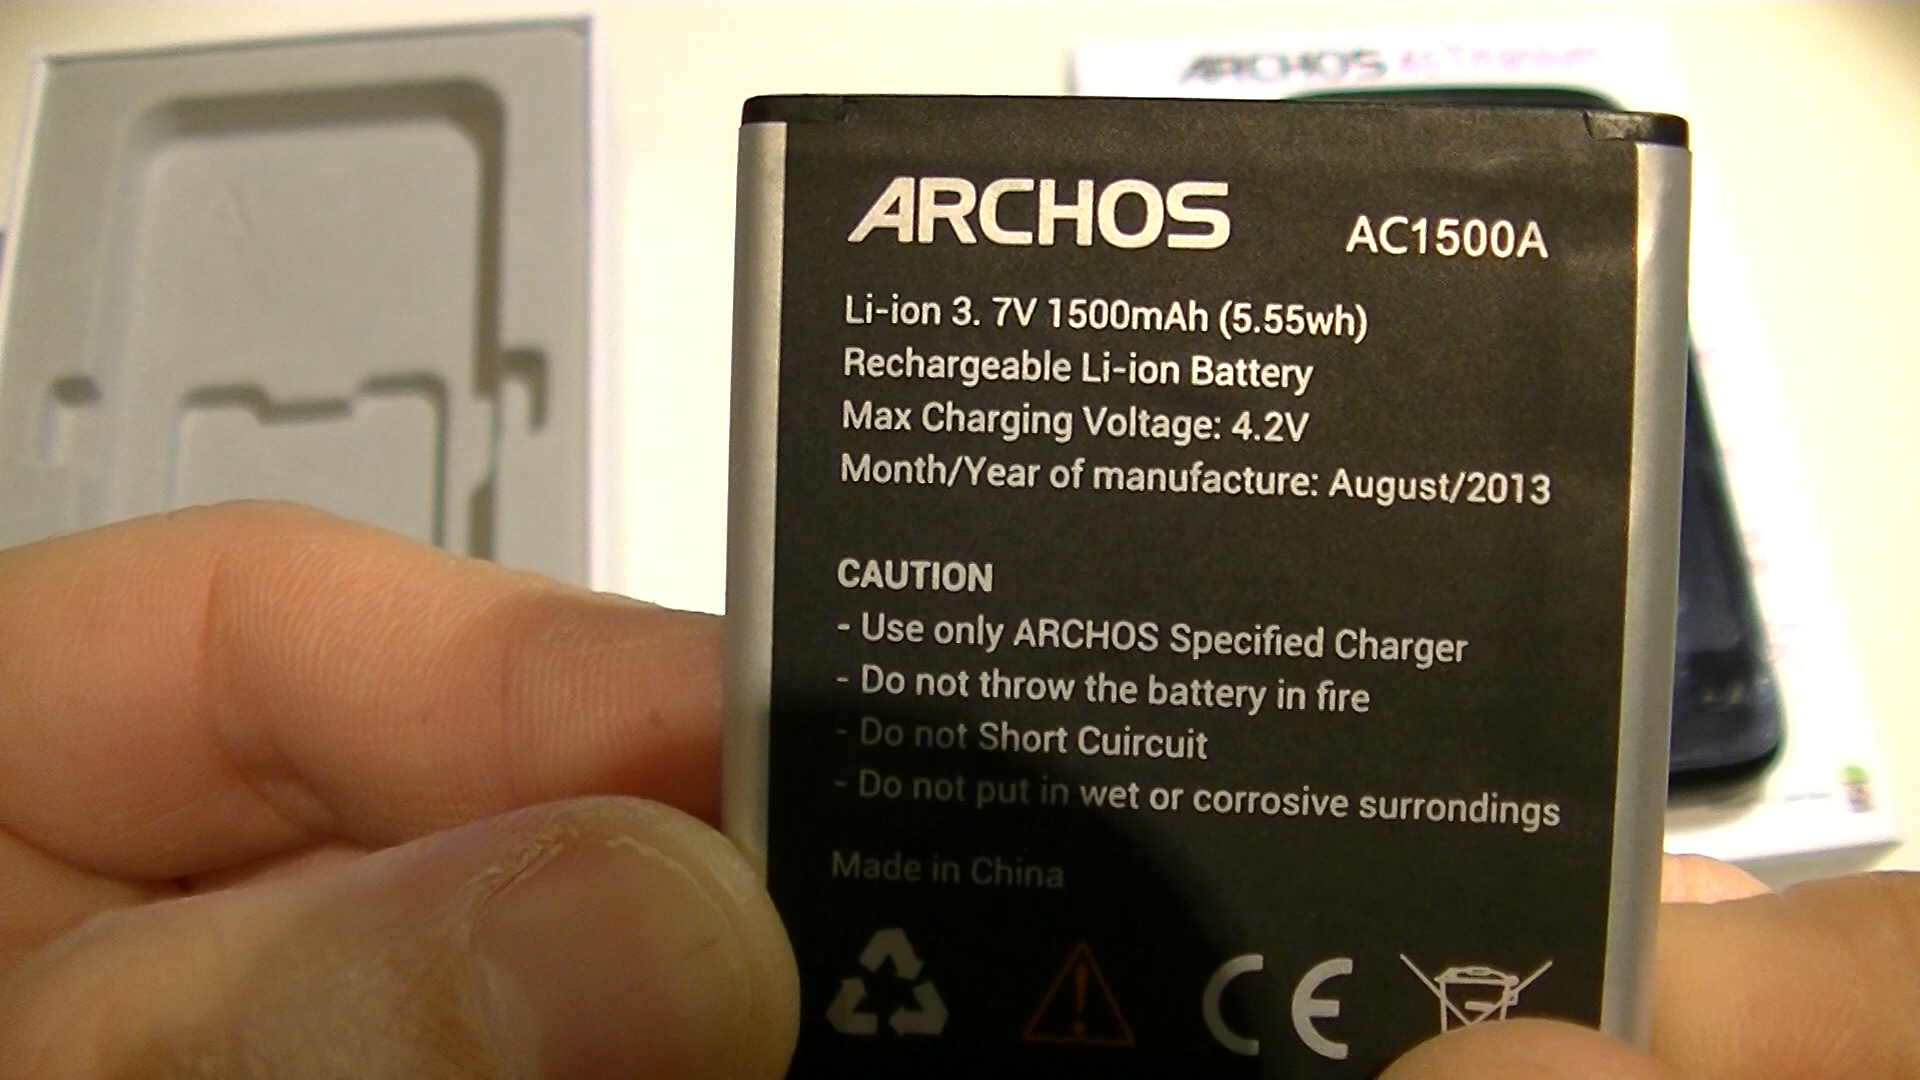 ARCHOS
ARCHOS AC1500A
Li-ion 3. 7V 1500mAh (5.55wh)
Rechargeable Li-ion Battery
Max Charging Voltage: 4.2V
Month/Year of manufacture: August/2013
CAUTION
- Use only ARCHOS Specified Charger
- Do not throw the battery in fire
- Do not Short Cuircuit
- Do not put in wet or corrosive surrondings
Made in China
CE